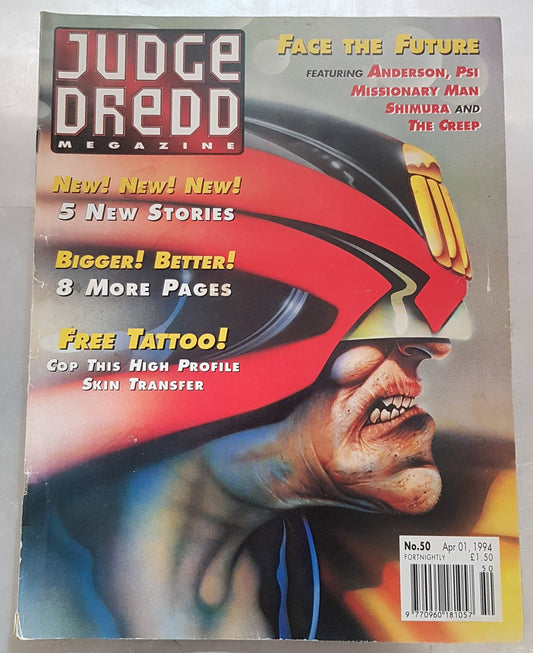 JUDGE
DREDD
MEGAZINE
FACE THE FUTURE
FEATURING ANDERSON, PSI
MISSIONARY MAN
SHIMURA AND
THE CREEP
NEW! NEW! NEW!
5 NEW STORIES
BIGGER! BETTER!
8 MORE PAGES
FREE TATTOO!
COP THIS HIGH PROFILE
SKIN TRANSFER
No.50 Apr 01, 1994
FORTNIGHTLY £1.50
50
9 770960 181057